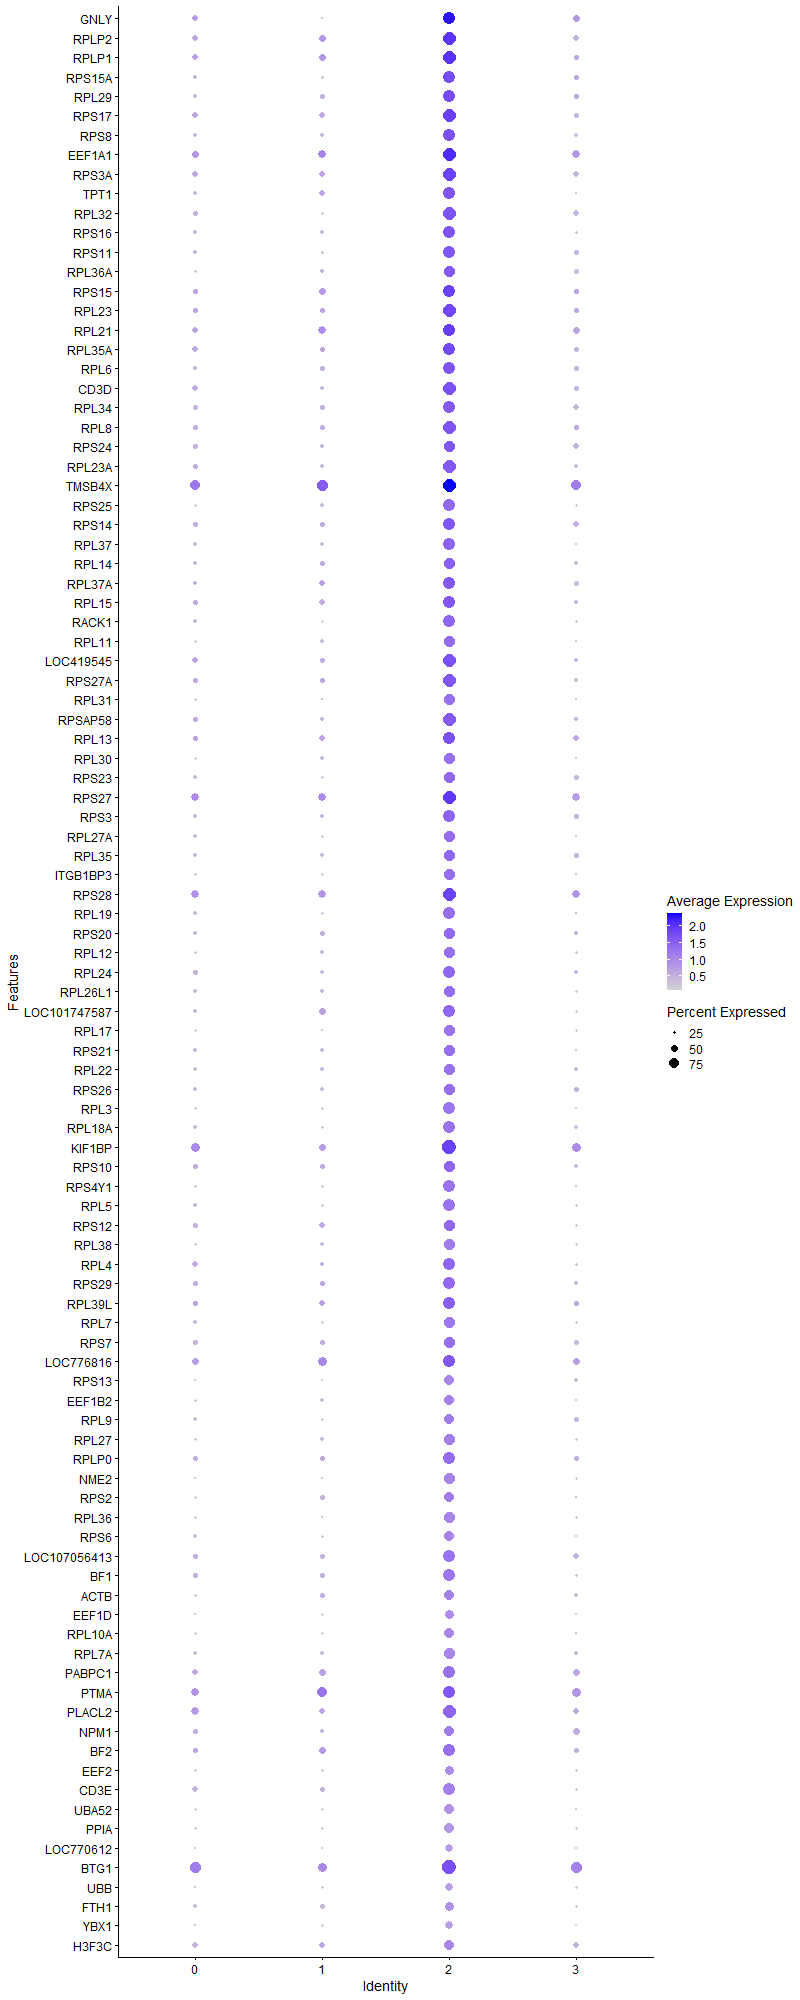 GNLY
RPLP2
RPLP1
RPS15A
RPL29
RPS17
RPS8
EEF1A1
RPS3A
TPT1
RPL32
RPS16
RPS11
RPL36A
RPS15
RPL23
RPL21
RPL35A
RPL6
CD3D
RPL34
RPL8
RPS24
RPL23A
TMSB4X
RPS25
RPS14
RPL37
RPL14
RPL37A
RPL15
RACK1
RPL11
LOC419545
RPS27A
RPL31
RPSAP58
RPL13
RPL30
RPS23
RPS27
RPS3
RPL27A
RPL35
ITGB1BP3
RPS28
RPL19
RPS20
RPL12
RPL24
RPL26L1
LOC101747587
RPL17
RPS21
RPL22
RPS26
RPL3
RPL18A
KIF1BP
RPS10
RPS4Y1
RPL5
RPS12
RPL38
RPL4
RPS29
RPL39L
RPL7
RPS7
LOC776816
RPS13
EEF1B2
RPL9
RPL27
RPLP0
NME2
RPS2
RPL36
RPS6
LOC107056413
BF1
ACTB
EEF1D
RPL10A
RPL7A
PABPC1
PTMA
PLACL2
NPM1
BF2
EEF2
CD3E
UBA52
PPIA
LOC770612
BTG1
UBB
FTH1
YBX1
H3F3C
Features
0 1 2 3
Identity
Average Expression
2.0
1.5
1.0
0.5
Percent Expressed
25
50
75